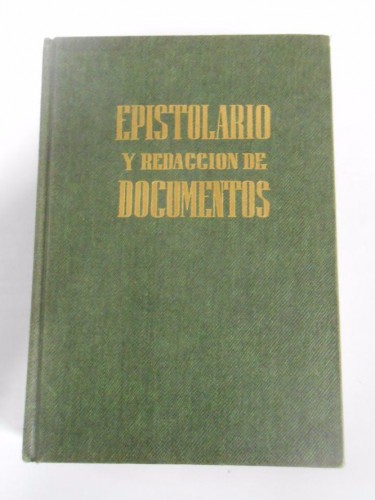 EPISTOLARIO
Y REDACCION DE
DOCUMENTOS